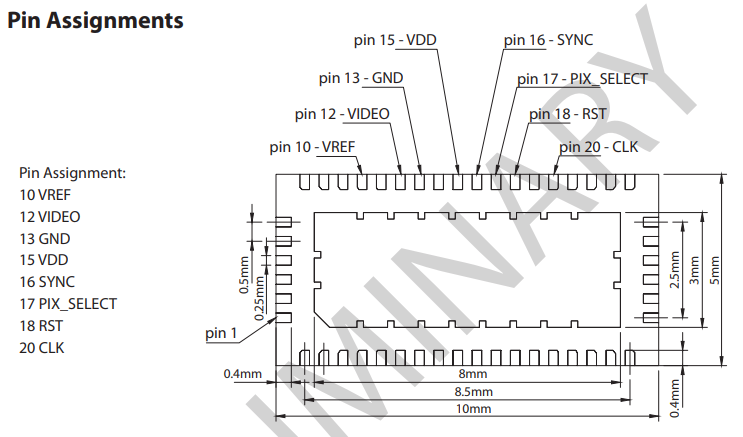 Pin Assignments
pin 15 - VDD
pin 16 - SYNC
pin 13 - GND
pin 17 - PIX_SELECT
pin 12 - VIDEO
pin 18 - RST
pin 10 - VREF
pin 20 - CLK
Pin Assignment:
10 VREF
12 VIDEO
13 GND
15 VDD
16 SYNC
17 PIX_SELECT
18 RST
20 CLK
0.5mm
0.25mm
2.5mm
3mm
5mm
pin 1
0.4mm
8mm
8.5mm
10mm
0.4mm
IMINARY